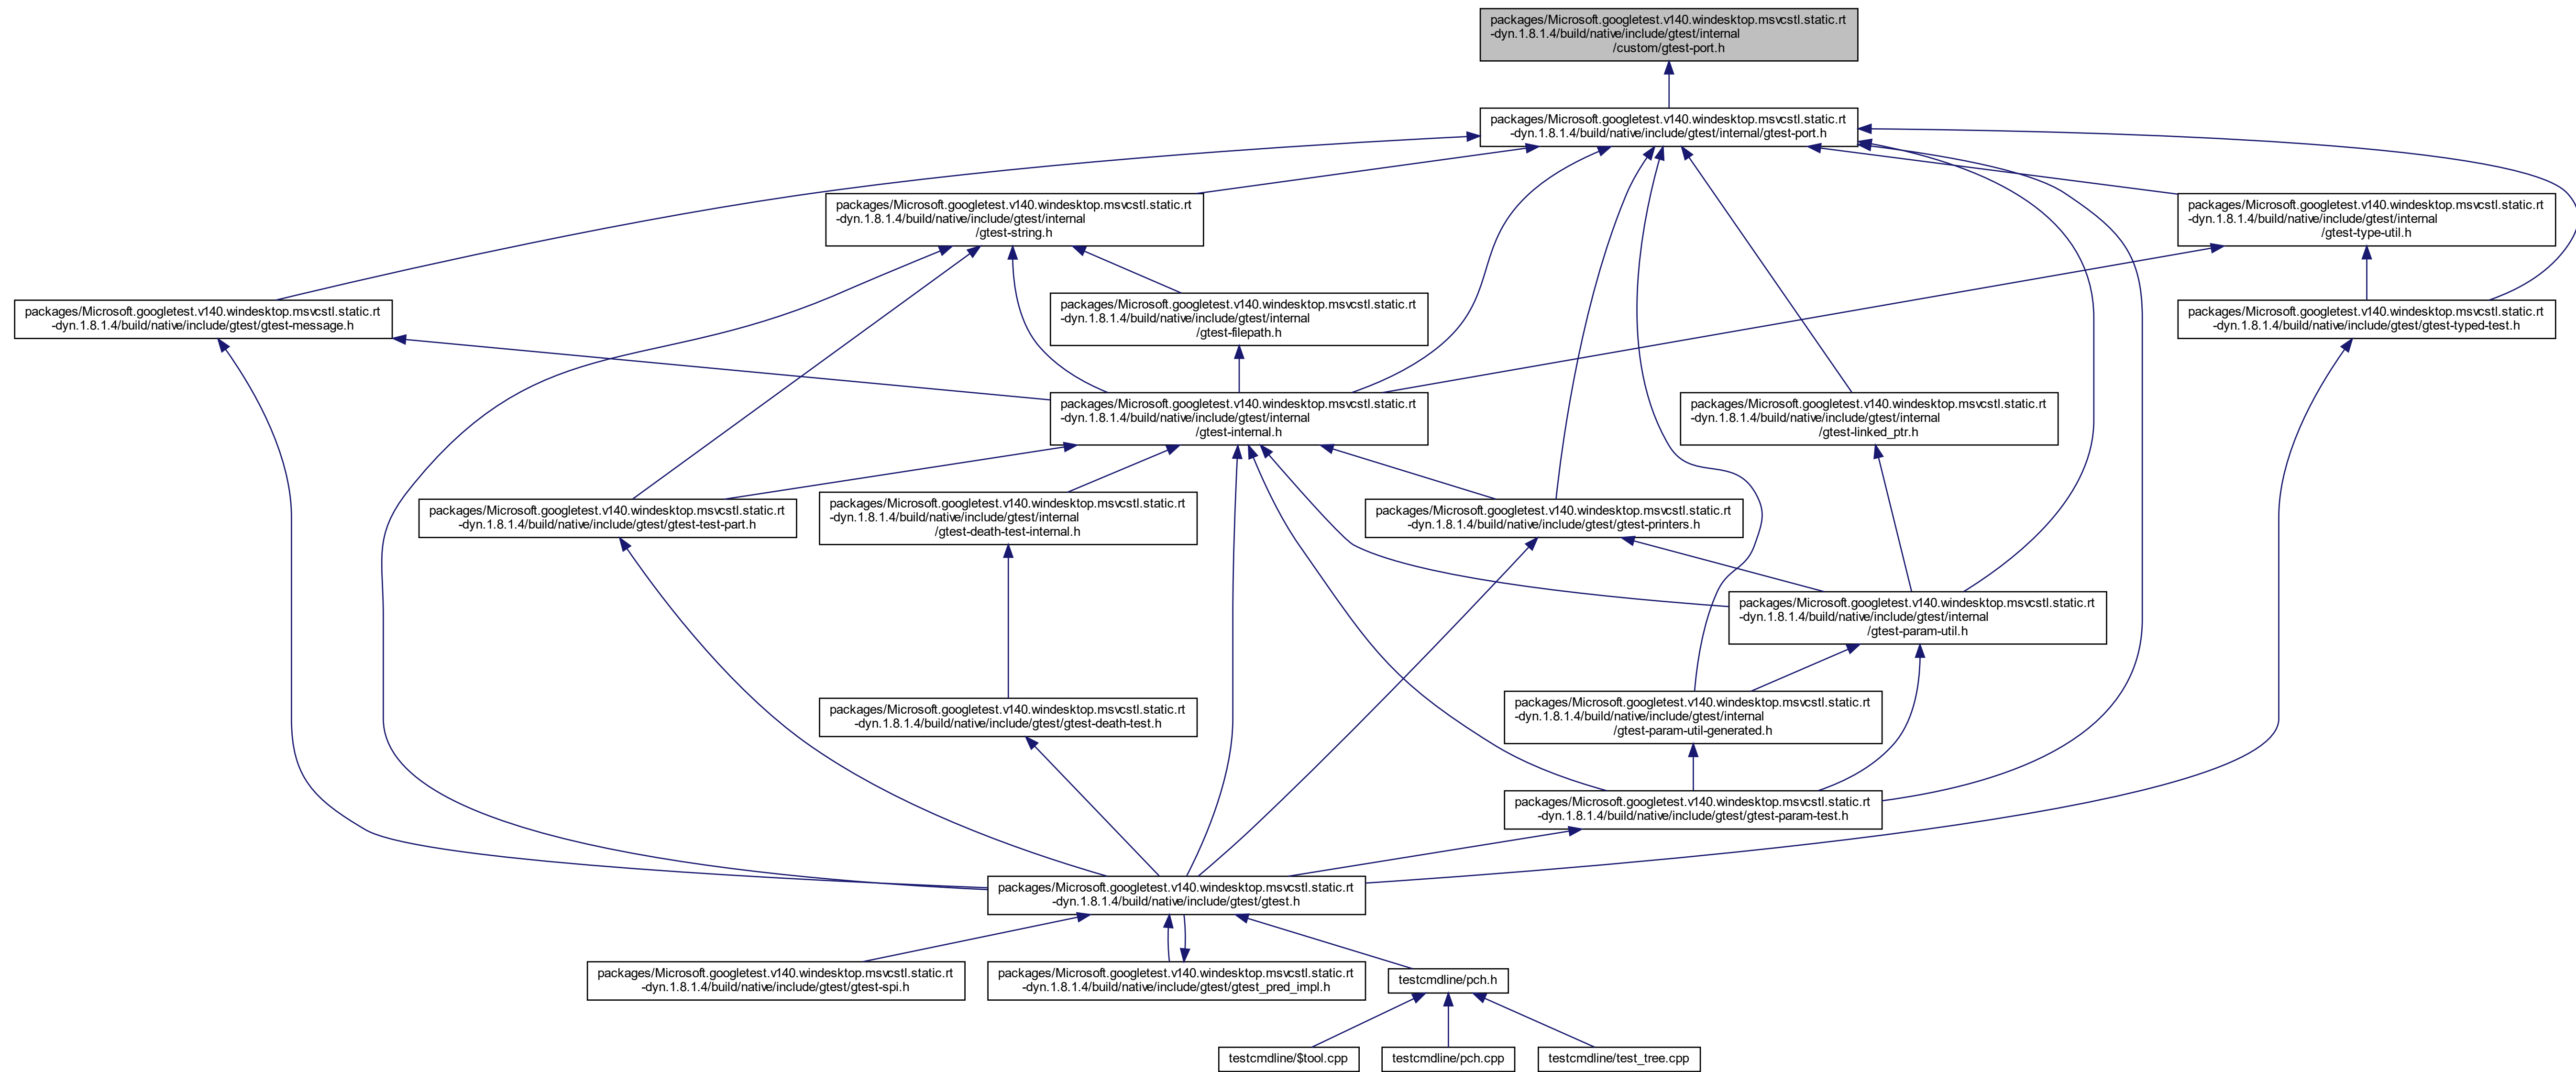 packages/Microsoft.googletest.v140.windesktop.msvcstl.static.rt
-dyn.1.8.1.4/build/native/include/gtest/internal
/custom/gtest-port.h
packages/Microsoft.googletest.v140.windesktop.msvcstl.static.rt
-dyn.1.8.1.4/build/native/include/gtest/internal/gtest-port.h
packages/Microsoft.googletest.v140.windesktop.msvcstl.static.rt
-dyn.1.8.1.4/build/native/include/gtest/internal
/gtest-string.h
packages/Microsoft.googletest.v140.windesktop.msvcstl.static.rt
-dyn.1.8.1.4/build/native/include/gtest/internal
/gtest-type-util.h
packages/Microsoft.googletest.v140.windesktop.msvcstl.static.rt
-dyn.1.8.1.4/build/native/include/gtest/gtest-message.h
packages/Microsoft.googletest.v140.windesktop.msvcstl.static.rt
-dyn.1.8.1.4/build/native/include/gtest/internal
/gtest-filepath.h
packages/Microsoft.googletest.v140.windesktop.msvcstl.static.rt
-dyn.1.8.1.4/build/native/include/gtest/gtest-typed-test.h
packages/Microsoft.googletest.v140.windesktop.msvcstl.static.rt
-dyn.1.8.1.4/build/native/include/gtest/internal
/gtest-internal.h
packages/Microsoft.googletest.v140.windesktop.msvcstl.static.rt
-dyn.1.8.1.4/build/native/include/gtest/internal
/gtest-linked_ptr.h
packages/Microsoft.googletest.v140.windesktop.msvcstl.static.rt
-dyn.1.8.1.4/build/native/include/gtest/gtest-test-part.h
packages/Microsoft.googletest.v140.windesktop.msvcstl.static.rt
-dyn.1.8.1.4/build/native/include/gtest/internal
/gtest-death-test-internal.h
packages/Microsoft.googletest.v140.windesktop.msvcstl.static.rt
-dyn.1.8.1.4/build/native/include/gtest/gtest-printers.h
packages/Microsoft.googletest.v140.windesktop.msvcstl.static.rt
-dyn.1.8.1.4/build/native/include/gtest/internal
/gtest-param-util.h
packages/Microsoft.googletest.v140.windesktop.msvcstl.static.rt
-dyn.1.8.1.4/build/native/include/gtest/gtest-death-test.h
packages/Microsoft.googletest.v140.windesktop.msvcstl.static.rt
-dyn.1.8.1.4/build/native/include/gtest/internal
/gtest-param-util-generated.h
packages/Microsoft.googletest.v140.windesktop.msvcstl.static.rt
-dyn.1.8.1.4/build/native/include/gtest/gtest-param-test.h
packages/Microsoft.googletest.v140.windesktop.msvcstl.static.rt
-dyn.1.8.1.4/build/native/include/gtest/gtest.h
packages/Microsoft.googletest.v140.windesktop.msvcstl.static.rt
-dyn.1.8.1.4/build/native/include/gtest/gtest-spi.h
packages/Microsoft.googletest.v140.windesktop.msvcstl.static.rt
-dyn.1.8.1.4/build/native/include/gtest/gtest_pred_impl.h
testcmdline/pch.h
testcmdline/$tool.cpp
testcmdline/pch.cpp
testcmdline/test_tree.cpp